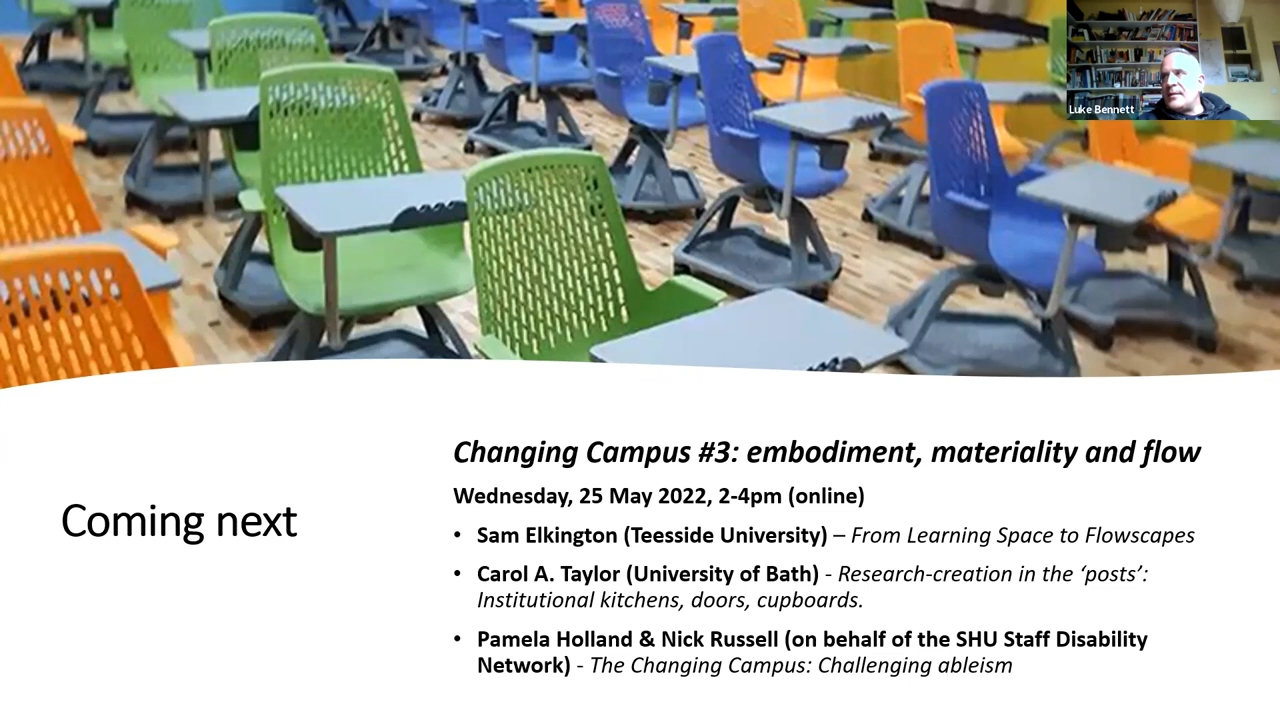 Luke Bennett
Coming next
Changing Campus #3: embodiment, materiality and flow
Wednesday, 25 May 2022, 2-4pm (online)
• Sam Elkington (Teesside University) – From Learning Space to Flowscapes
• Carol A. Taylor (University of Bath) - Research-creation in the ‘posts’:
Institutional kitchens, doors, cupboards.
• Pamela Holland & Nick Russell (on behalf of the SHU Staff Disability
Network) - The Changing Campus: Challenging ableism